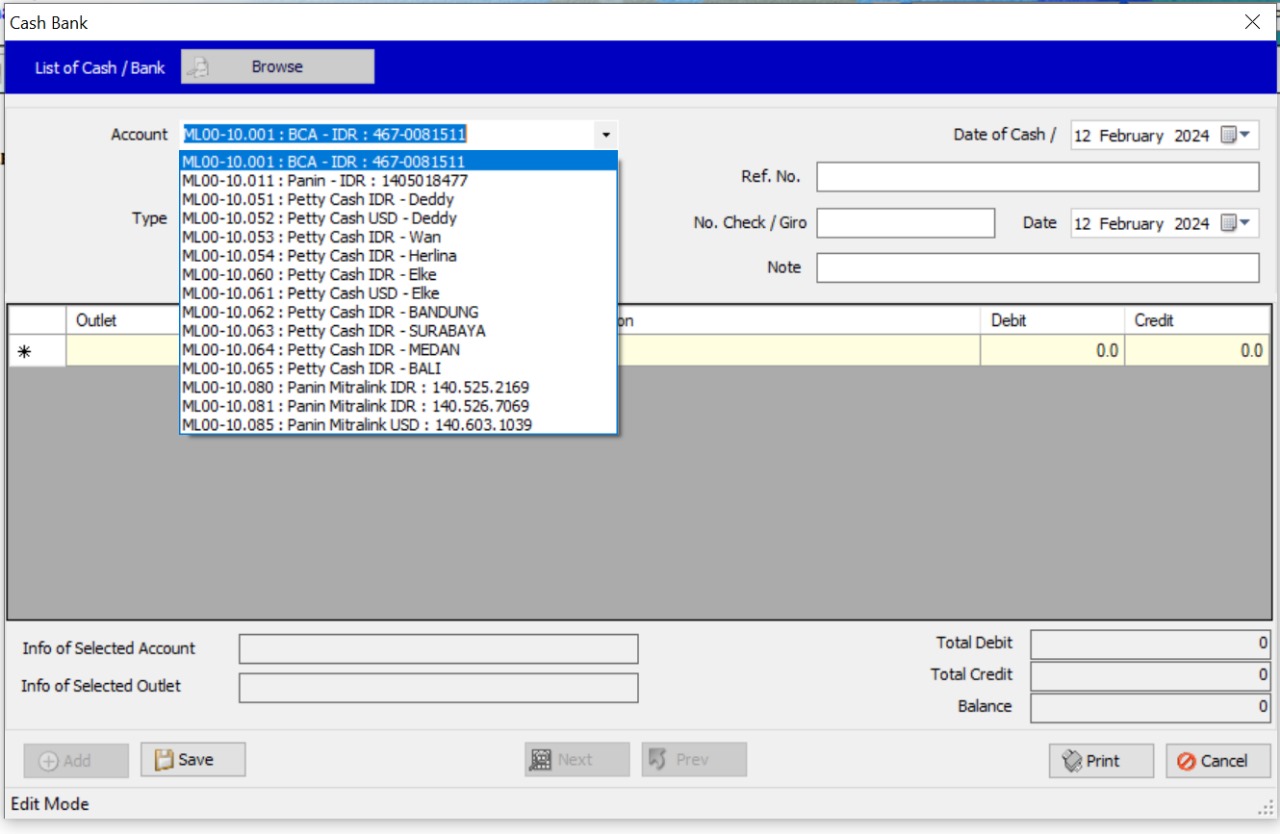 Cash Bank
List of Cash / Bank Browse
Account ML00-10.001 : BCA - IDR : 467-0081511 Date of Cash / 12 February 2024
ML00-10.001 : BCA - IDR : 467-0081511
ML00-10.011 : Panin - IDR : 1405018477 Ref. No.
ML00-10.051 : Petty Cash IDR - Deddy
Type ML00-10.052 : Petty Cash USD - Deddy No. Check / Giro Date 12 February 2024
ML00-10.053 : Petty Cash IDR - Wan
ML00-10.054 : Petty Cash IDR - Herlina
ML00-10.060 : Petty Cash IDR - Elke Note
ML00-10.061 : Petty Cash USD - Elke
ML00-10.062 : Petty Cash IDR - BANDUNG
Outlet on Debit Credit
ML00-10.063 : Petty Cash IDR - SURABAYA
ML00-10.064 : Petty Cash IDR - MEDAN 0.0 0.0
ML00-10.065 : Petty Cash IDR - BALI
ML00-10.080 : Panin Mitralink IDR : 140.525.2169
ML00-10.081 : Panin Mitralink IDR : 140.526.7069
ML00-10.085 : Panin Mitralink USD : 140.603.1039
Info of Selected Account Total Debit 0
Total Credit 0
Info of Selected Outlet
Balance 0
Add Save Next Prev Print Cancel
Edit Mode